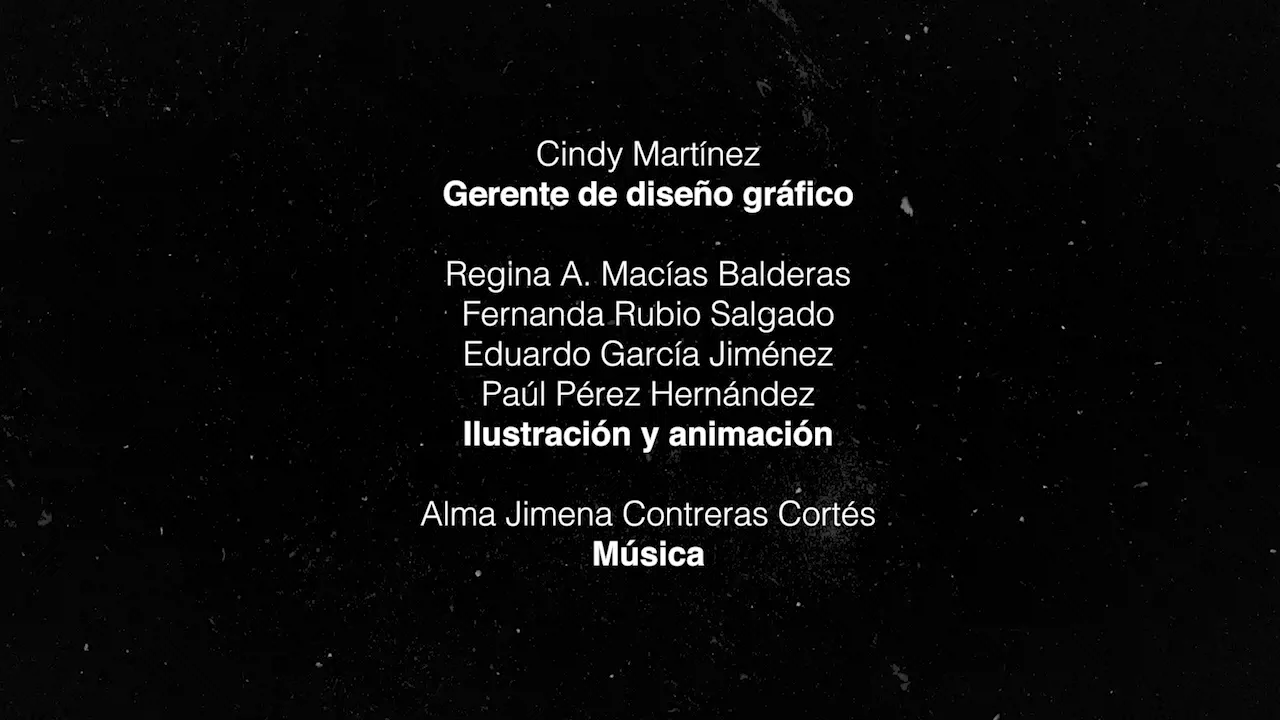 Cindy Martínez
Gerente de diseño gráfico
Regina A. Macías Balderas
Fernanda Rubio Salgado
Eduardo García Jiménez
Paúl Pérez Hernández
Ilustración y animación
Alma Jimena Contreras Cortés
Música